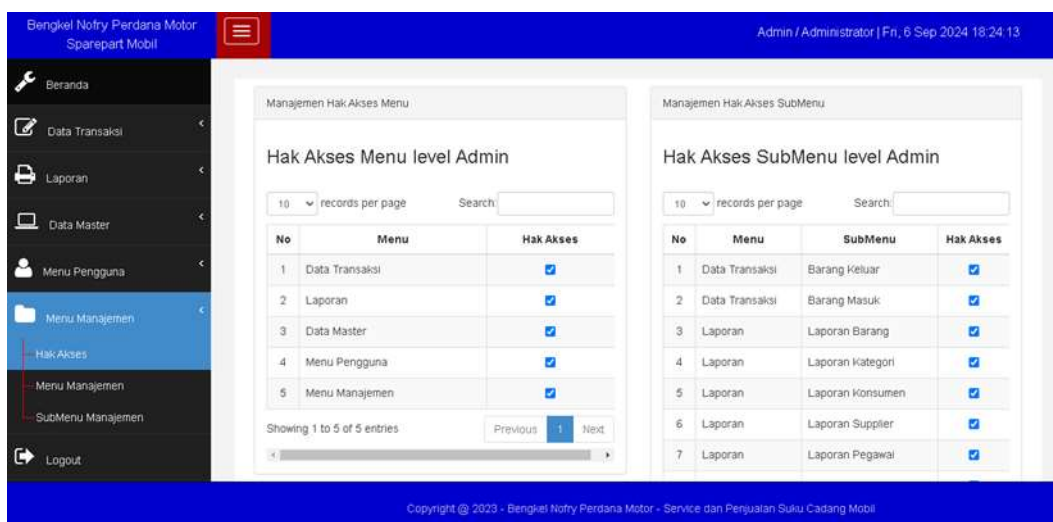 Bengkel Nofry Perdana Motor
Sparepart Mobil
Admin / Administrator | Fri, 6 Sep 2024 18:24:13
Beranda
Data Transaksi
Laporan
Data Master
Menu Pengguna
Menu Manajemen
Hak Akses
Menu Manajemen
SubMenu Manajemen
Logout
Manajemen Hak Akses Menu
Hak Akses Menu level Admin
10 records per page Search:
No Menu Hak Akses
1 Data Transaksi
2 Laporan
3 Data Master
4 Menu Pengguna
5 Menu Manajemen
Showing 1 to 5 of 5 entries
Previous 1 Next
Manajemen Hak Akses SubMenu
Hak Akses SubMenu level Admin
10 records per page Search:
No Menu SubMenu Hak Akses
1 Data Transaksi Barang Keluar
2 Data Transaksi Barang Masuk
3 Laporan Laporan Barang
4 Laporan Laporan Kategori
5 Laporan Laporan Konsumen
6 Laporan Laporan Supplier
7 Laporan Laporan Pegawai
Copyright @ 2023 - Bengkel Nofry Perdana Motor - Service dan Penjualan Suku Cadang Mobil